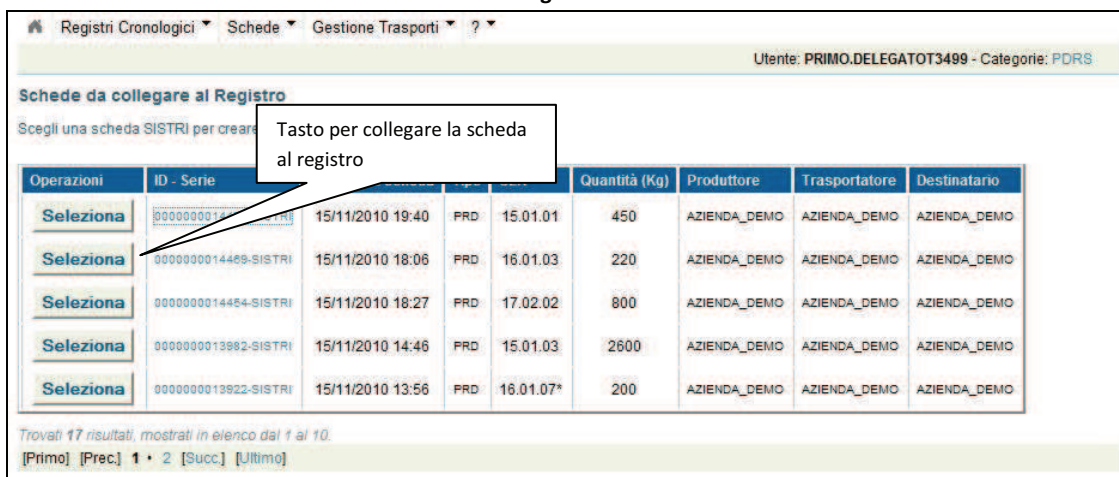 Registri Cronologici Schede Gestione Trasporti ?
Utente: PRIMO.DELEGATOT3499 - Categorie: PDRS
Schede da collegare al Registro
Scegli una scheda SISTRI per creare
Tasto per collegare la scheda
al registro
Operazioni ID - Serie Quantità (Kg) Produttore Trasportatore Destinatario
Seleziona 15/11/2010 19:40 PRD 15.01.01 450 AZIENDA_DEMO AZIENDA_DEMO AZIENDA_DEMO
Seleziona 0000000014469-SISTRI 15/11/2010 18:06 PRD 16.01.03 220 AZIENDA_DEMO AZIENDA_DEMO AZIENDA_DEMO
Seleziona 0000000014464-SISTRI 15/11/2010 18:27 PRD 17.02.02 800 AZIENDA_DEMO AZIENDA_DEMO AZIENDA_DEMO
Seleziona 0000000013982-SISTRI 15/11/2010 14:46 PRD 15.01.03 2600 AZIENDA_DEMO AZIENDA_DEMO AZIENDA_DEMO
Seleziona 0000000013922-SISTRI 15/11/2010 13:56 PRD 16.01.07* 200 AZIENDA_DEMO AZIENDA_DEMO AZIENDA_DEMO
Trovati 17 risultati, mostrati in elenco dal 1 al 10.
[Primo] [Prec.] 1 • 2 [Succ.] [Ultimo]